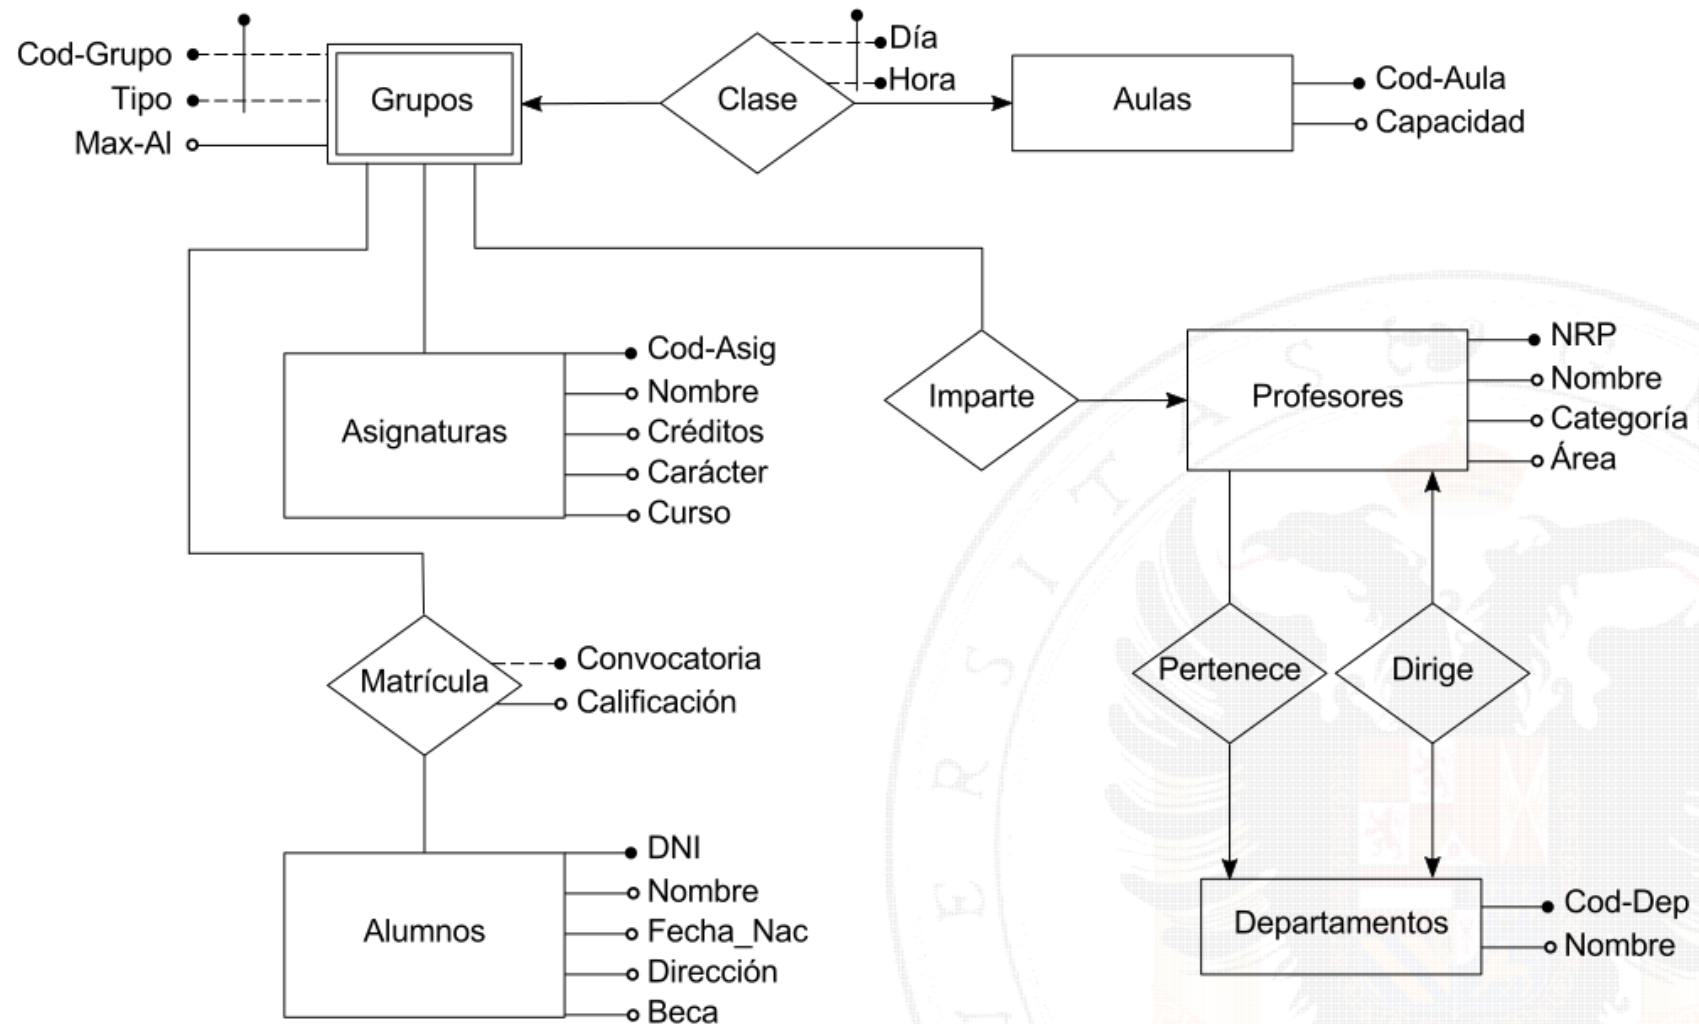 Cod-Grupo
Tipo
Max-Al
Grupos
Clase
Día
Hora
Aulas
Cod-Aula
Capacidad
Asignaturas
Cod-Asig
Nombre
Créditos
Carácter
Curso
Imparte
Profesores
NRP
Nombre
Categoría
Área
Matrícula
Convocatoria
Calificación
Pertenece
Dirige
Alumnos
DNI
Nombre
Fecha_Nac
Dirección
Beca
Departamentos
Cod-Dep
Nombre